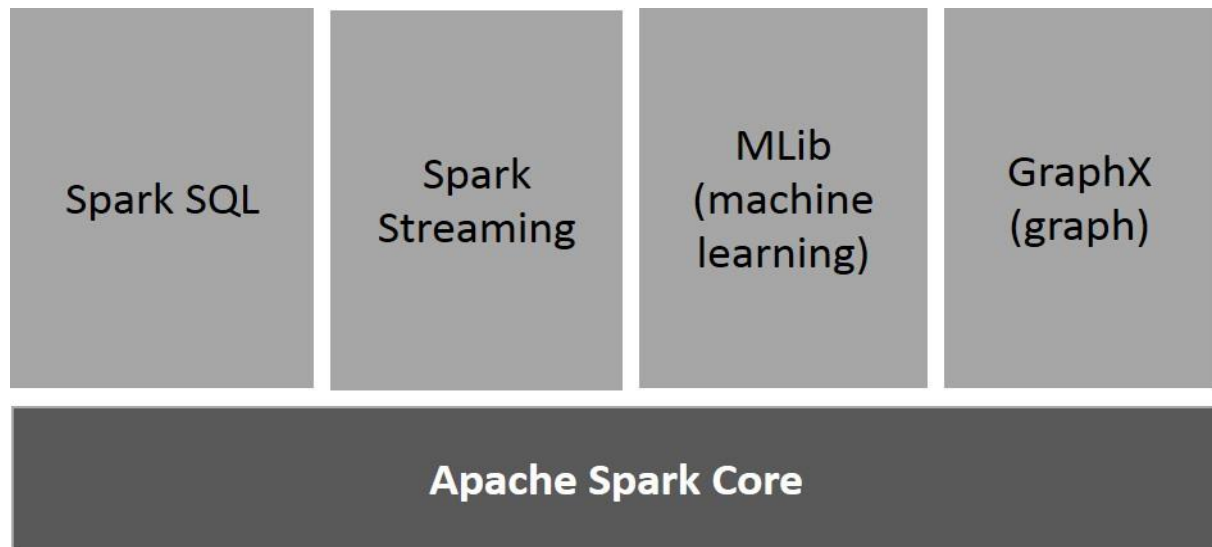 Spark SQL
Spark
Streaming
MLib
(machine
learning)
GraphX
(graph)
Apache Spark Core